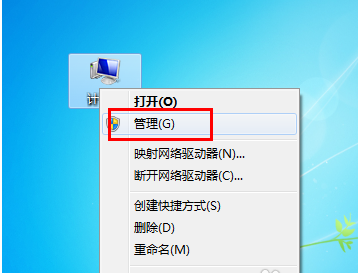 计
打开(O)
管理(G)
映射网络驱动器(N)...
断开网络驱动器(C)...
创建快捷方式(S)
删除(D)
重命名(M)